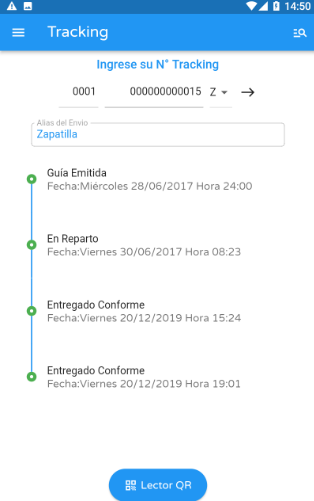 14:50
Tracking
Ingrese su N° Tracking
0001 000000000015 Z
Alias del Envío
Zapatilla
Guía Emitida
Fecha:Miércoles 28/06/2017 Hora 24:00
En Reparto
Fecha:Viernes 30/06/2017 Hora 08:23
Entregado Conforme
Fecha:Viernes 20/12/2019 Hora 15:24
Entregado Conforme
Fecha:Viernes 20/12/2019 Hora 19:01
Lector QR